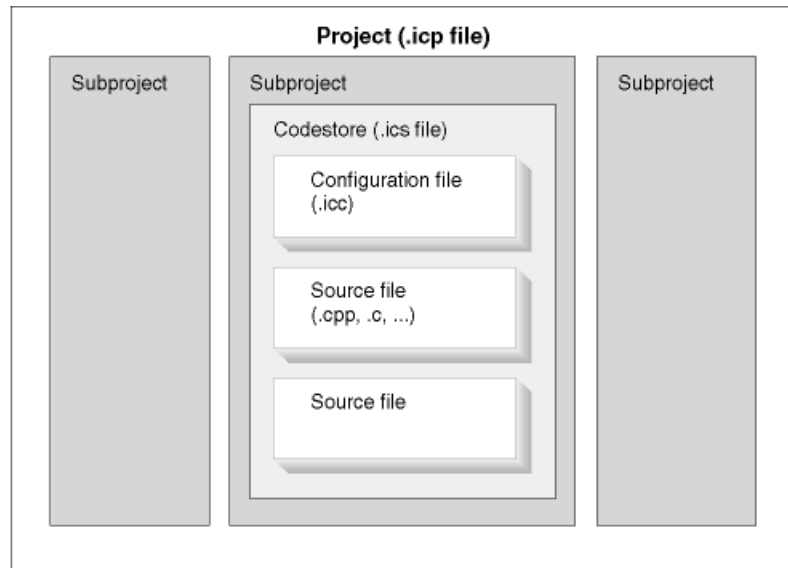 Project (.icp file)
Subproject
Subproject
Codestore (.ics file)
Configuration file
(.icc)
Source file
(.cpp, .c, ...)
Source file
Subproject